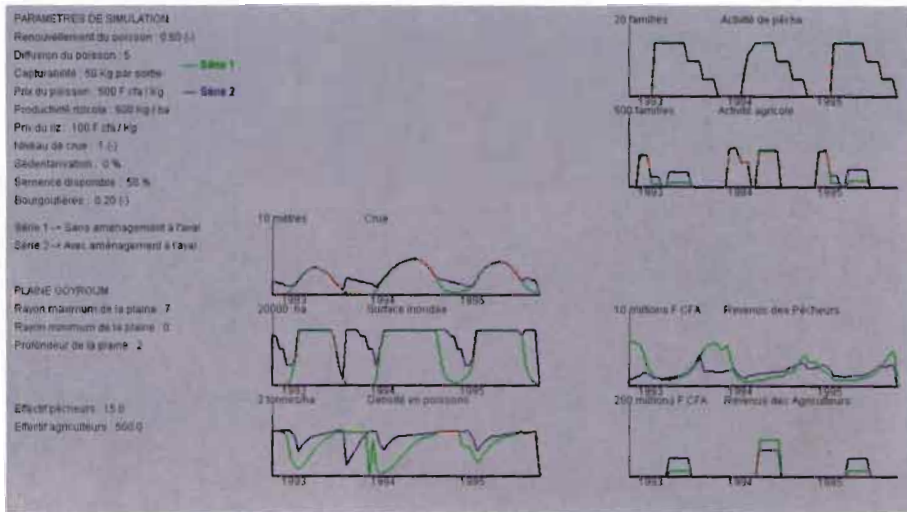 PARAMETRES DE SIMULATION
Renouvellement du poisson : 0.50 (-)
Diffusion du poisson : 5
Capturabilité : 50 Kg par sortie
Prix du poisson : 500 F cfa / Kg
Productivité rizicole : 600 kg / ha
Prix du riz : 100 F cfa / Kg
Niveau de crue : 1 (-)
Sédentarisation : 0 %
Semence disponible : 50 %
Bourgoutières : 0.20 (-)
Série 1
Série 2
Série 1 --> Sans aménagement à l'aval
Série 2 --> Avec aménagement à l'aval
PLAINE GOYROUM
Rayon maximum de la plaine : 7
Rayon minimum de la plaine : 0
Profondeur de la plaine : 2
Effectif pêcheurs : 15.0
Effectif agriculteurs : 500.0
10 mètres Crue
1993 1994 1995
20000 ha Surface inondée
1993 1994 1995
2 tonnes/ha Densité en poissons
1993 1994 1995
20 familles Activité de pêche
1993 1994 1995
500 familles Activité agricole
1993 1994 1995
10 millions F CFA Revenus des Pêcheurs
1993 1994 1995
200 millions F CFA Revenus des Agriculteurs
1993 1994 1995